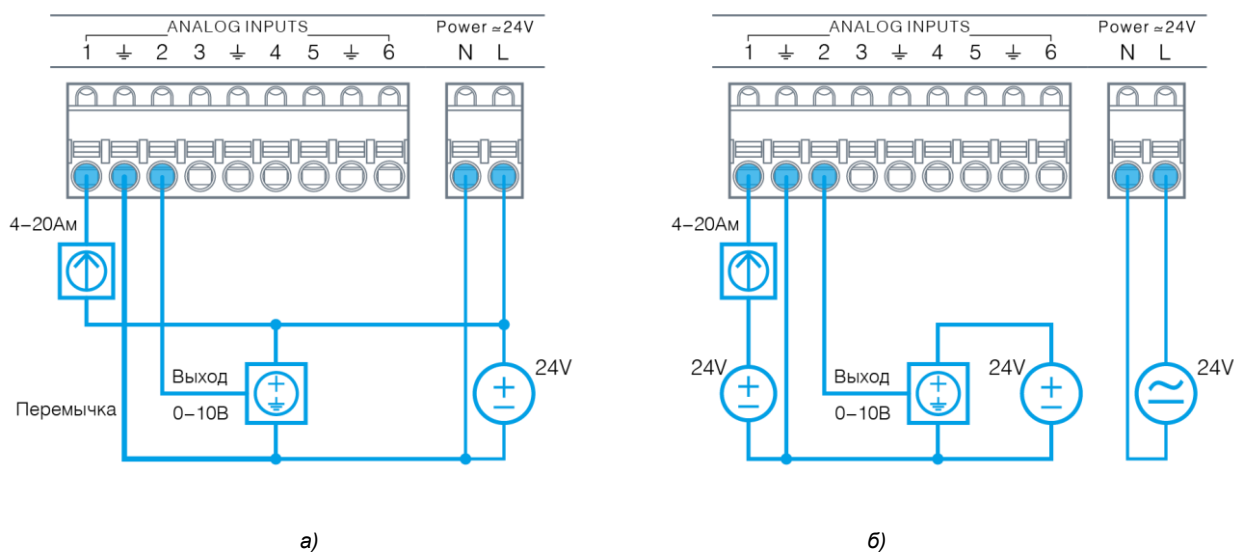 ANALOG INPUTS
Power ≃24V
1 ⏚ 2 3 ⏚ 4 5 ⏚ 6
N L
4–20Ам
Выход
0–10В
24V
Перемычка
а)
ANALOG INPUTS
Power ≃24V
1 ⏚ 2 3 ⏚ 4 5 ⏚ 6
N L
4–20Ам
24V
Выход
0–10В
24V
24V
б)